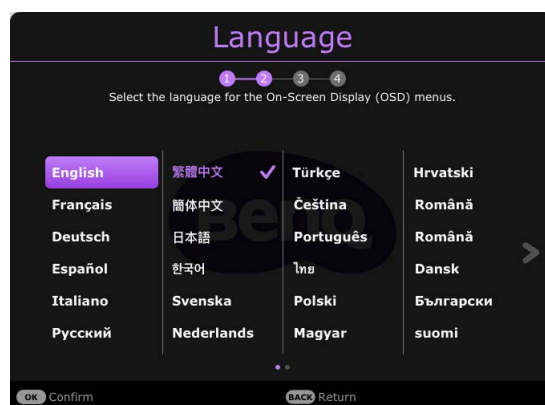 Language
1 2 3 4
Select the language for the On-Screen Display (OSD) menus.
English 繁體中文 Türkçe Hrvatski
Français 簡体中文 Čeština Română
Deutsch 日本語 Português Română
Español 한국어 ไทย Dansk
Italiano Svenska Polski Български
Русский Nederlands Magyar suomi
BenQ
OK Confirm BACK Return